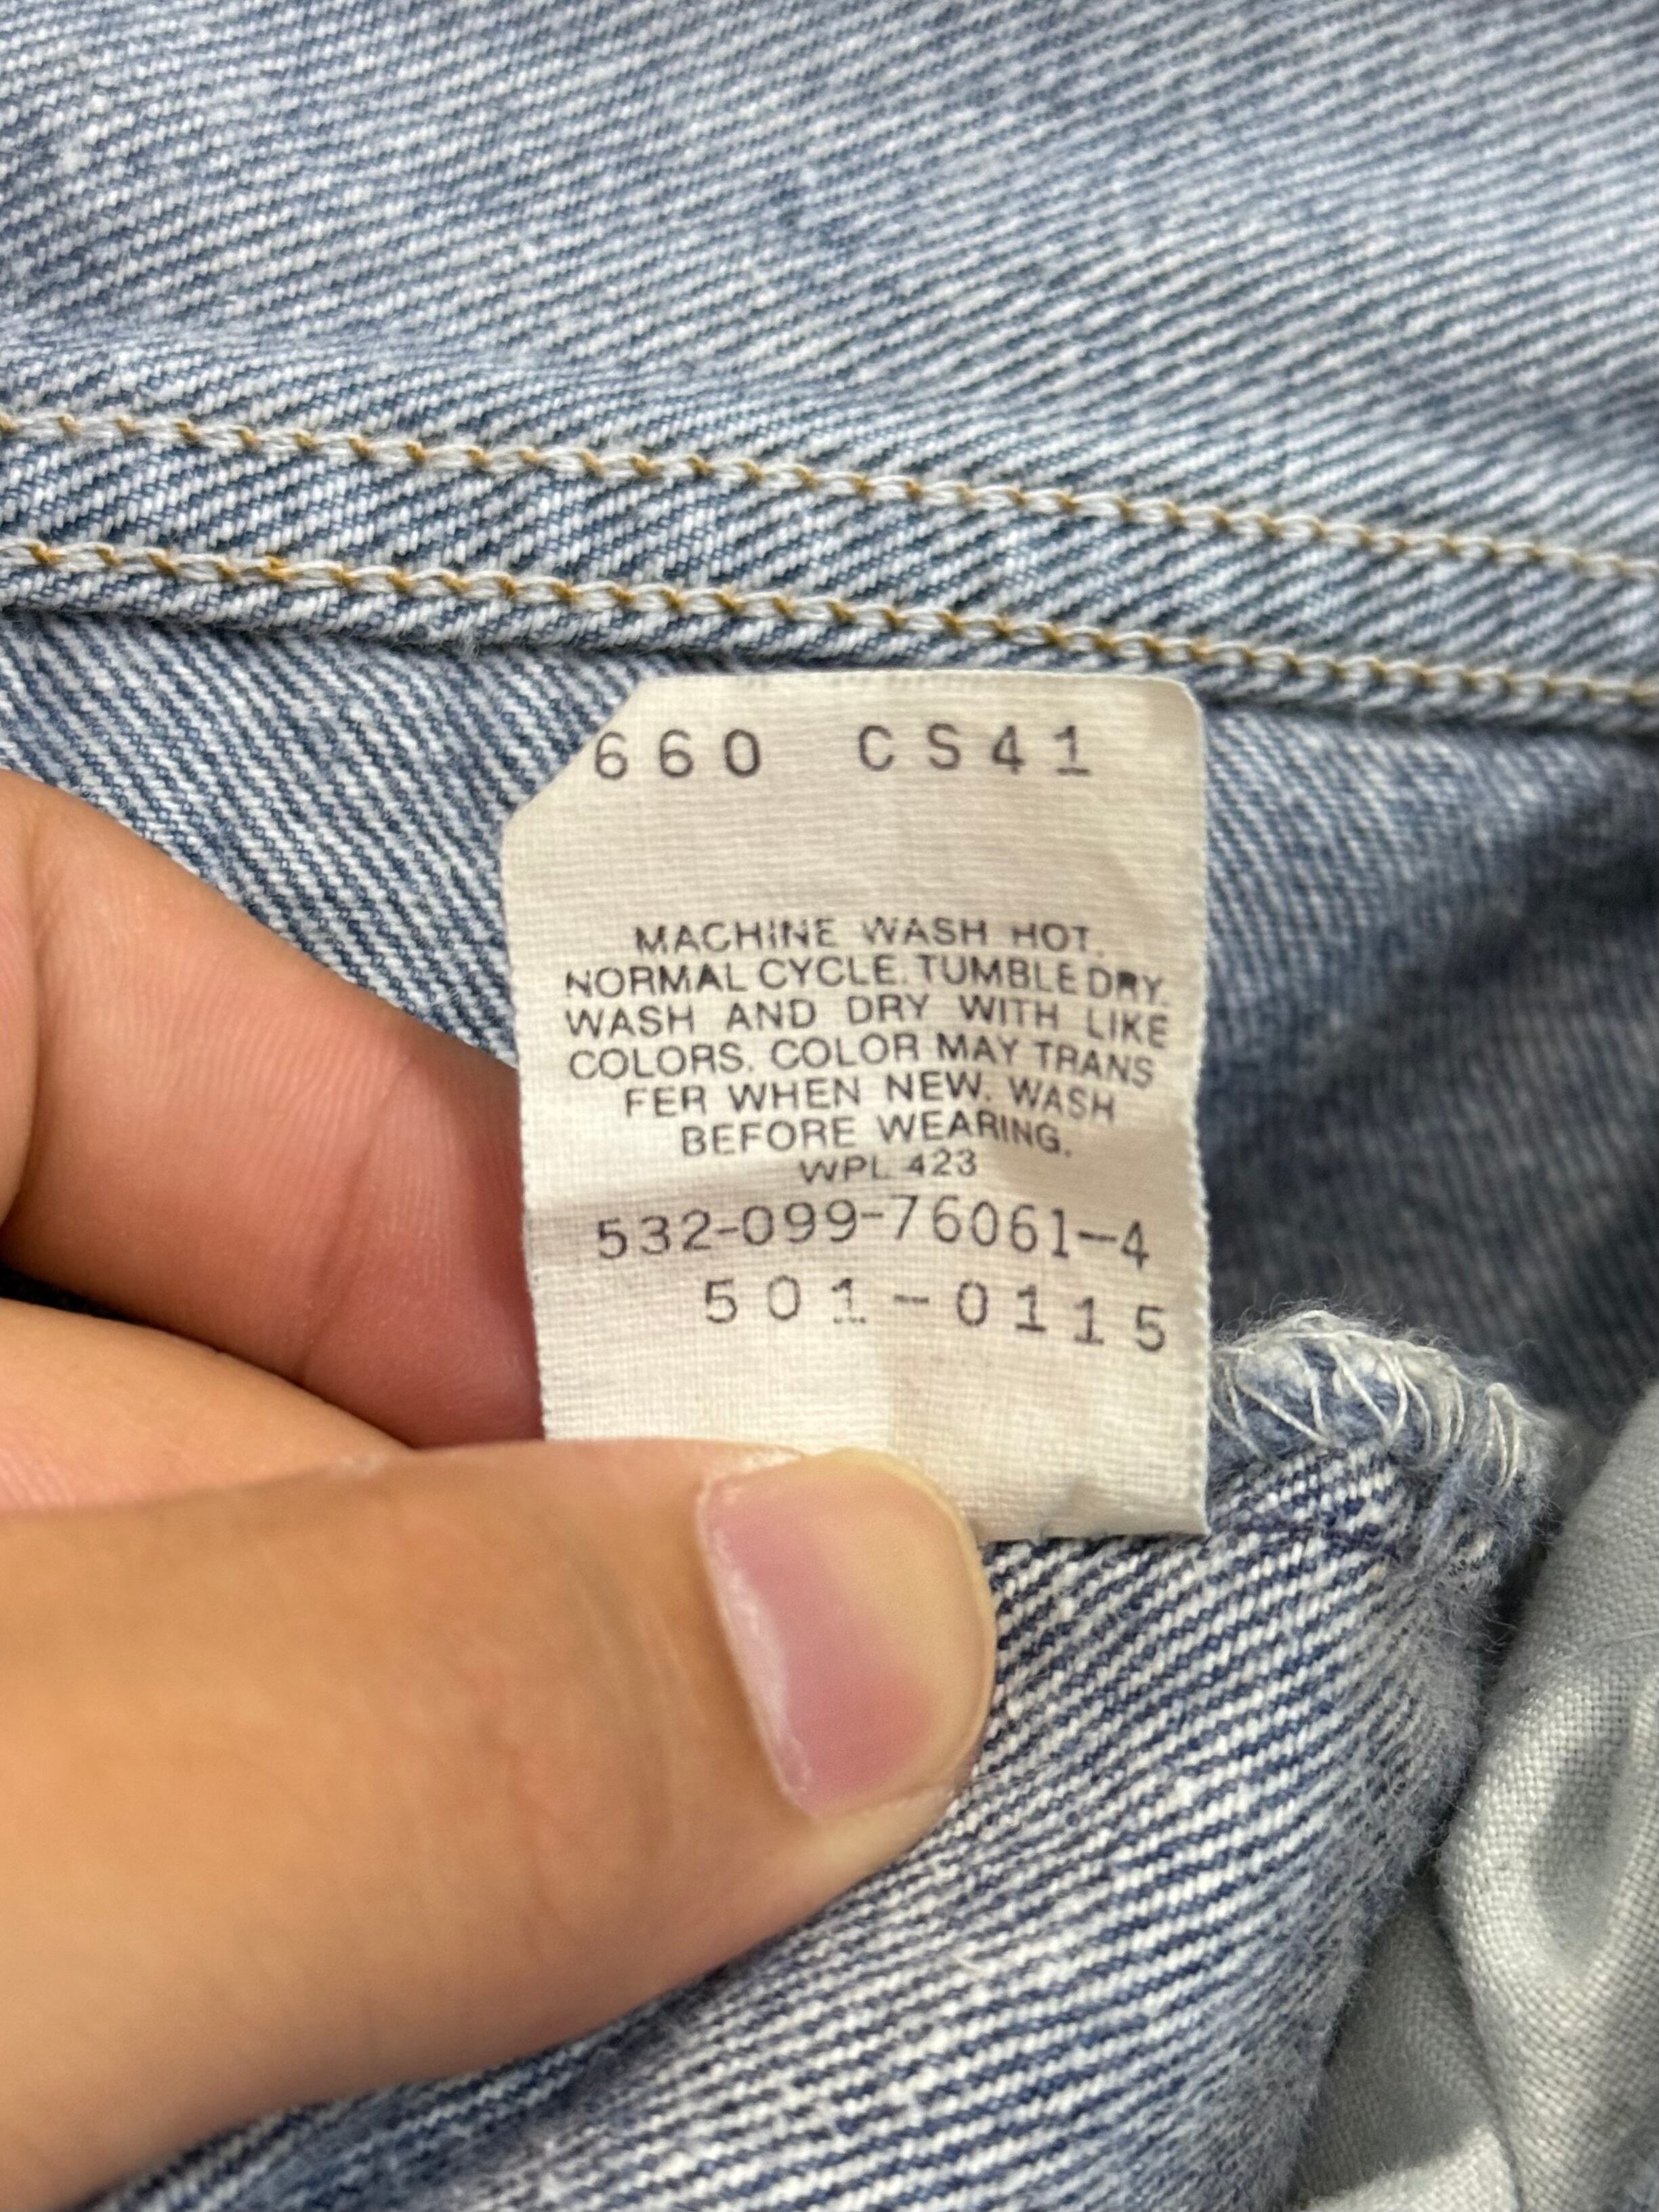 660 CS41
MACHINE WASH HOT.
NORMAL CYCLE. TUMBLE DRY.
WASH AND DRY WITH LIKE
COLORS. COLOR MAY TRANS
FER WHEN NEW. WASH
BEFORE WEARING.
WPL 423
532-099-76061-4
501-0115